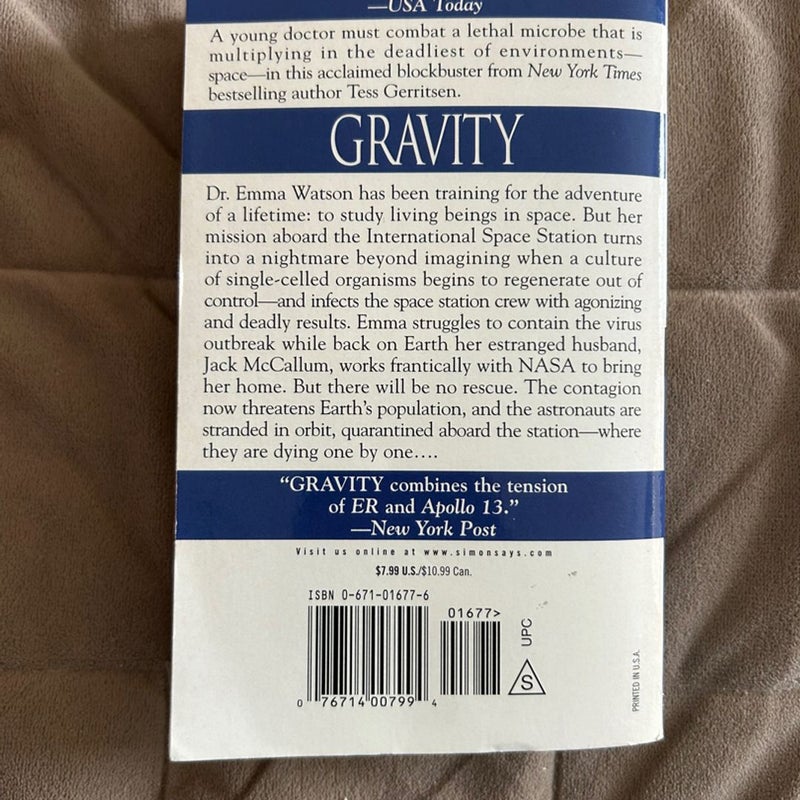 —USA Today
A young doctor must combat a lethal microbe that is
multiplying in the deadliest of environments—
space—in this acclaimed blockbuster from New York Times
bestselling author Tess Gerritsen.
GRAVITY
Dr. Emma Watson has been training for the adventure
of a lifetime: to study living beings in space. But her
mission aboard the International Space Station turns
into a nightmare beyond imagining when a culture
of single-celled organisms begins to regenerate out of
control—and infects the space station crew with agonizing
and deadly results. Emma struggles to contain the virus
outbreak while back on Earth her estranged husband,
Jack McCallum, works frantically with NASA to bring
her home. But there will be no rescue. The contagion
now threatens Earth's population, and the astronauts are
stranded in orbit, quarantined aboard the station—where
they are dying one by one....
“GRAVITY combines the tension
of ER and Apollo 13.”
—New York Post
Visit us online at www.simonsays.com
$7.99 U.S./$10.99 Can.
ISBN 0-671-01677-6
01677>
UPC
S
0 76714 00799 4
PRINTED IN U.S.A.